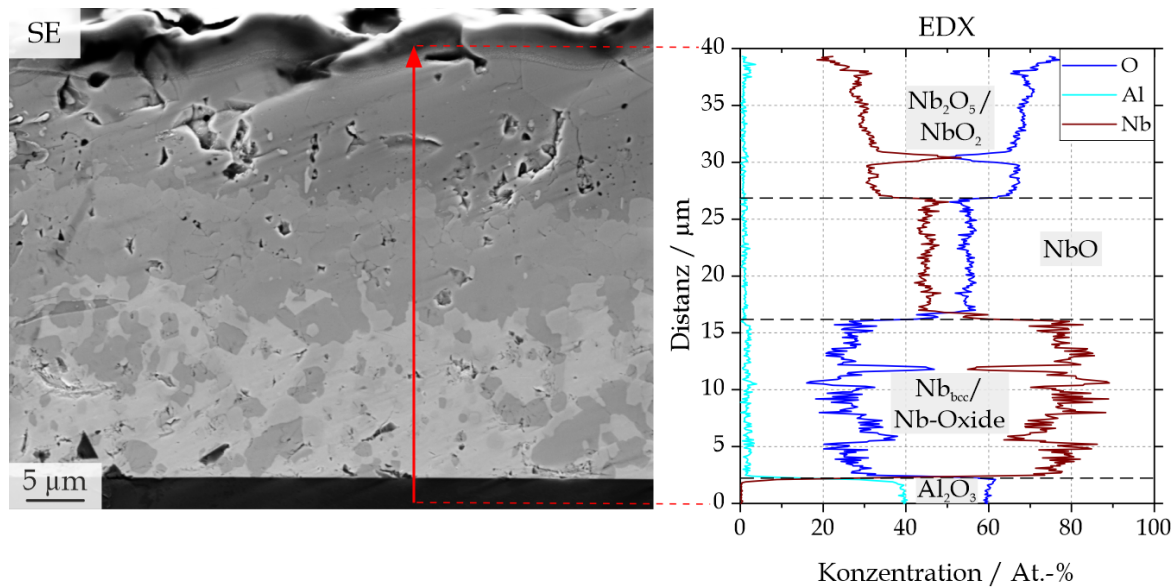 SE
5 µm
EDX
O
Al
Nb
Nb₂O₅/
NbO₂
NbO
Nb_bcc/
Nb-Oxide
Al₂O₃
40
35
30
25
20
15
10
5
0
Distanz / µm
0 20 40 60 80 100
Konzentration / At.-%